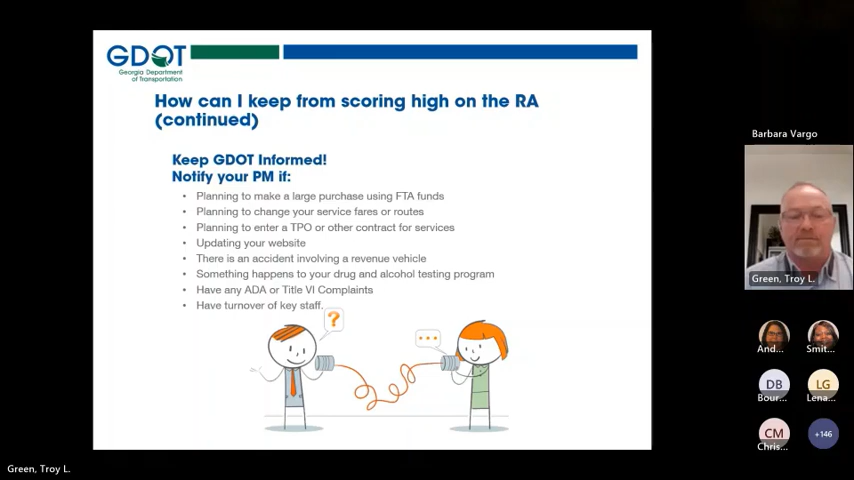 GDOT
Georgia Department
of Transportation
How can I keep from scoring high on the RA
(continued)
Keep GDOT Informed!
Notify your PM if:
• Planning to make a large purchase using FTA funds
• Planning to change your service fares or routes
• Planning to enter a TPO or other contract for services
• Updating your website
• There is an accident involving a revenue vehicle
• Something happens to your drug and alcohol testing program
• Have any ADA or Title VI Complaints
• Have turnover of key staff.
?
...
Barbara Vargo
Green, Troy L.
And...
Smit...
DB
LG
Bour...
Lena...
CM
+146
Chris...
Green, Troy L.